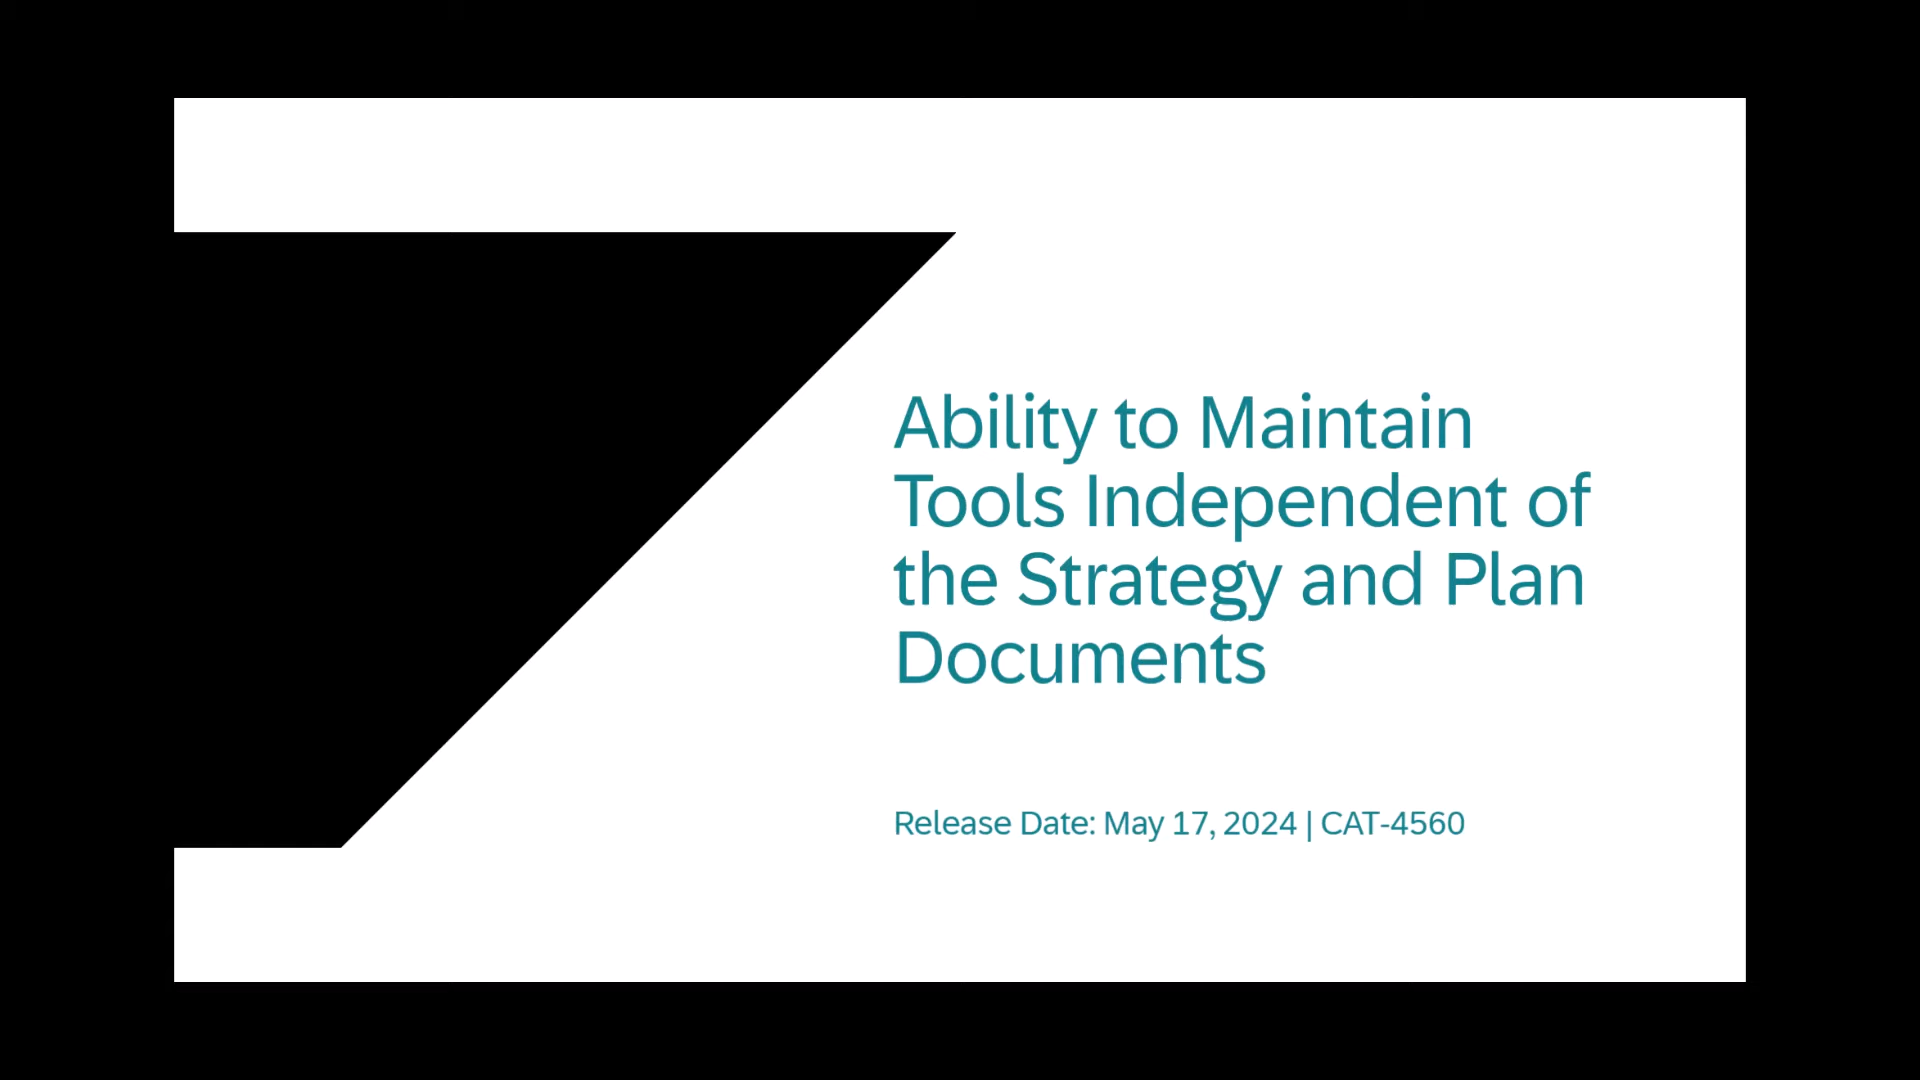 Ability to Maintain
Tools Independent of
the Strategy and Plan
Documents
Release Date: May 17, 2024 | CAT-4560